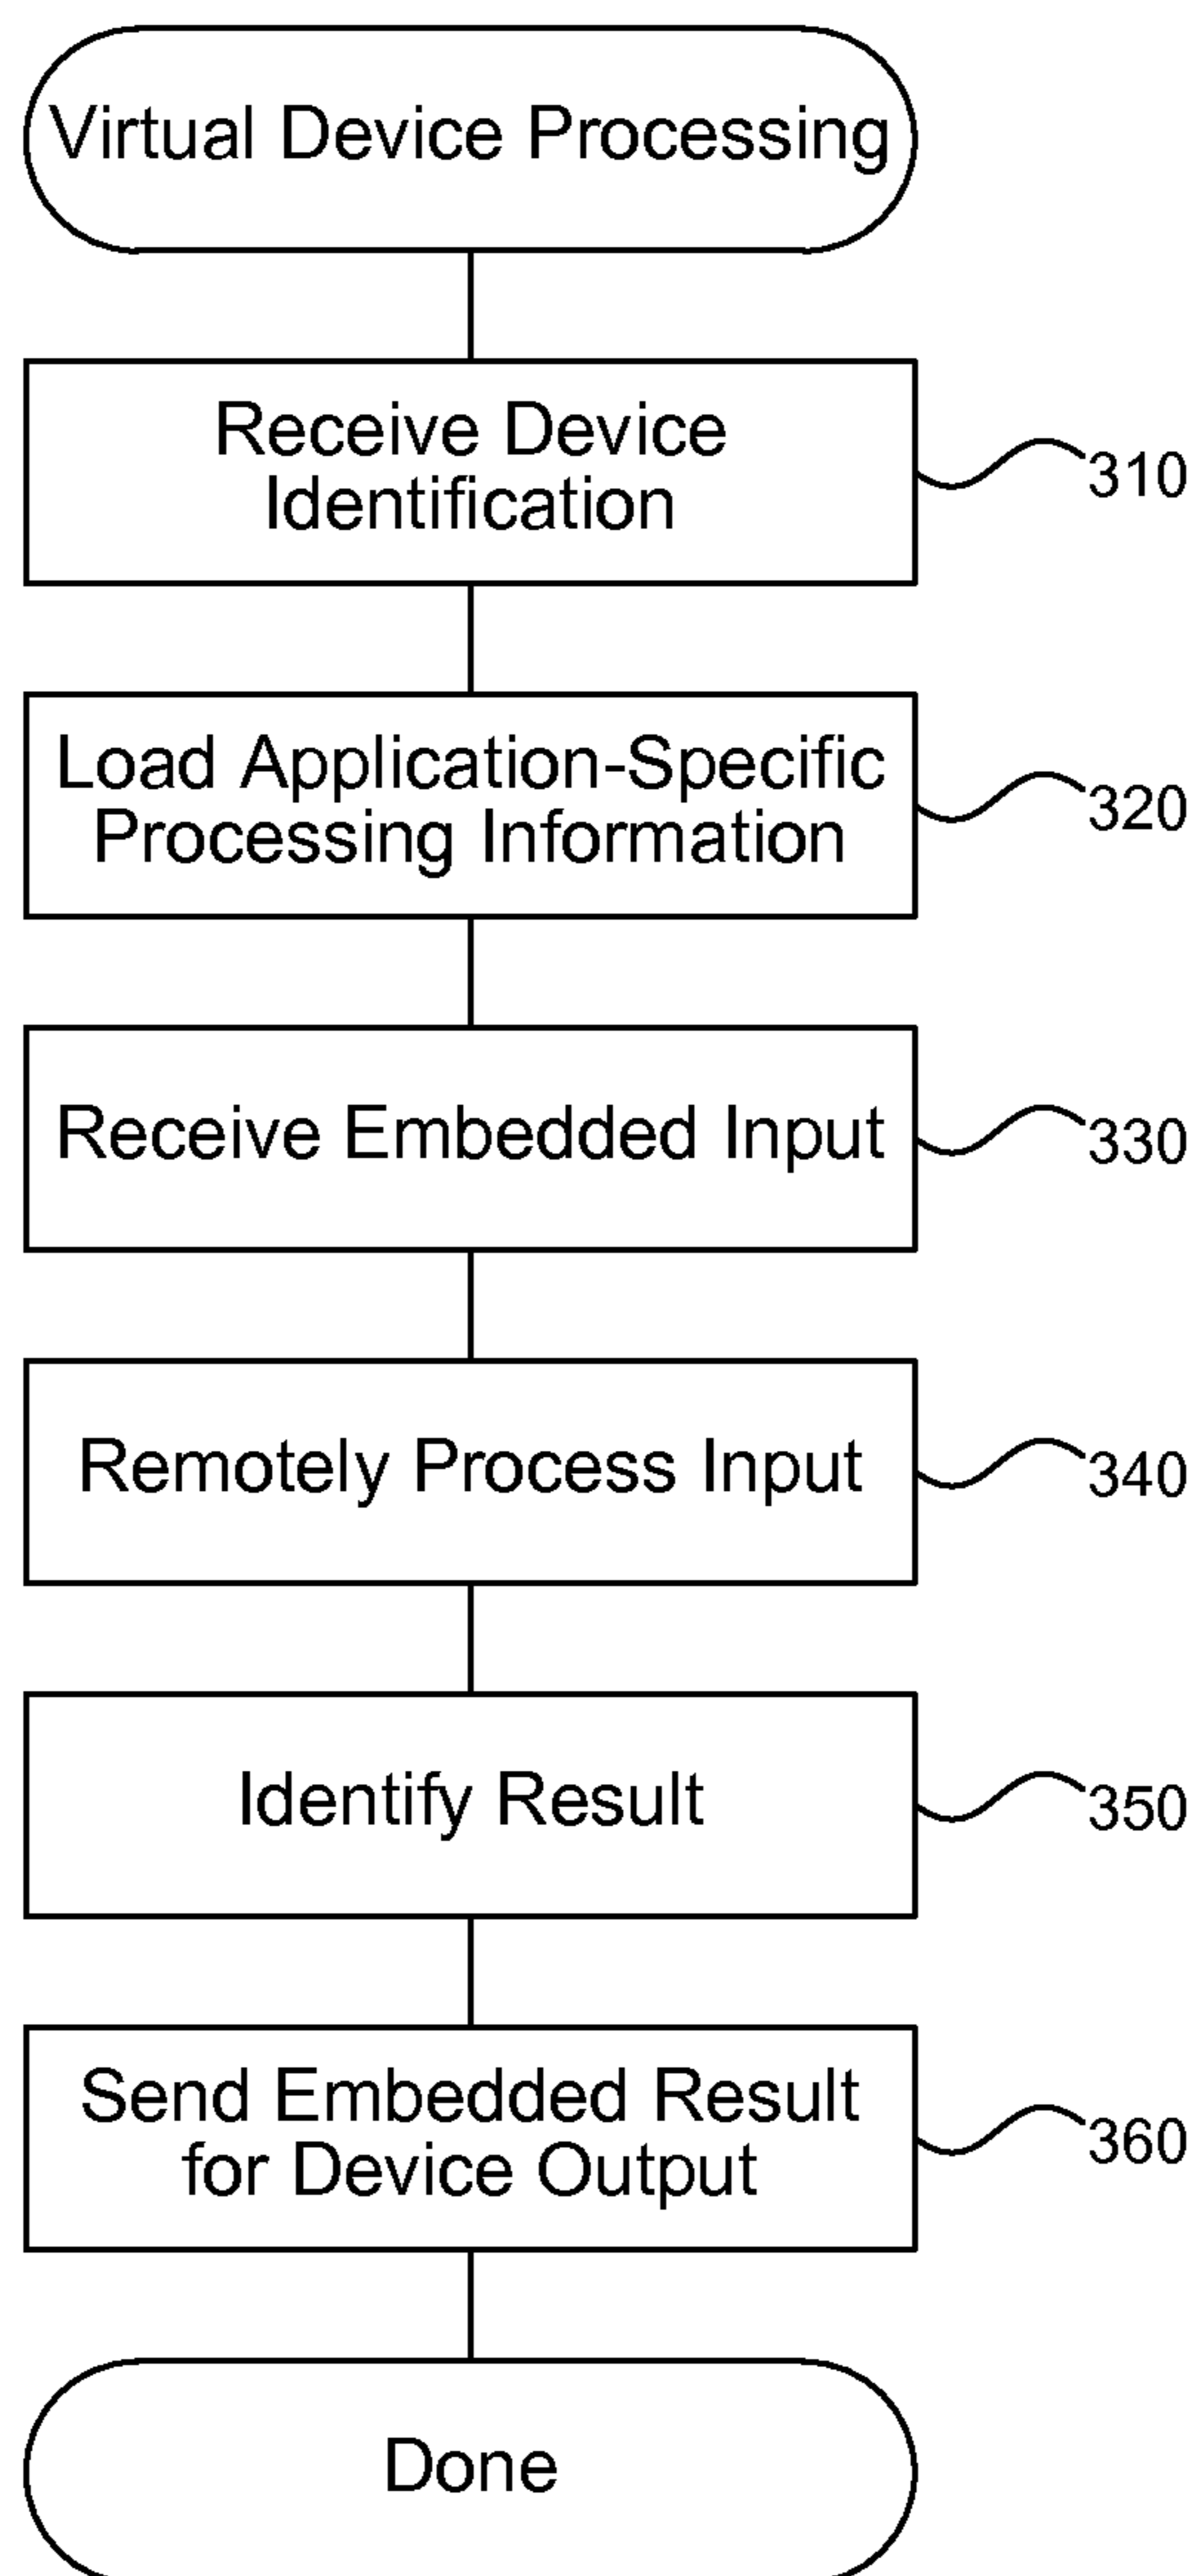 Virtual Device Processing
Receive Device
Identification
310
Load Application-Specific
Processing Information
320
Receive Embedded Input
330
Remotely Process Input
340
Identify Result
350
Send Embedded Result
for Device Output
360
Done